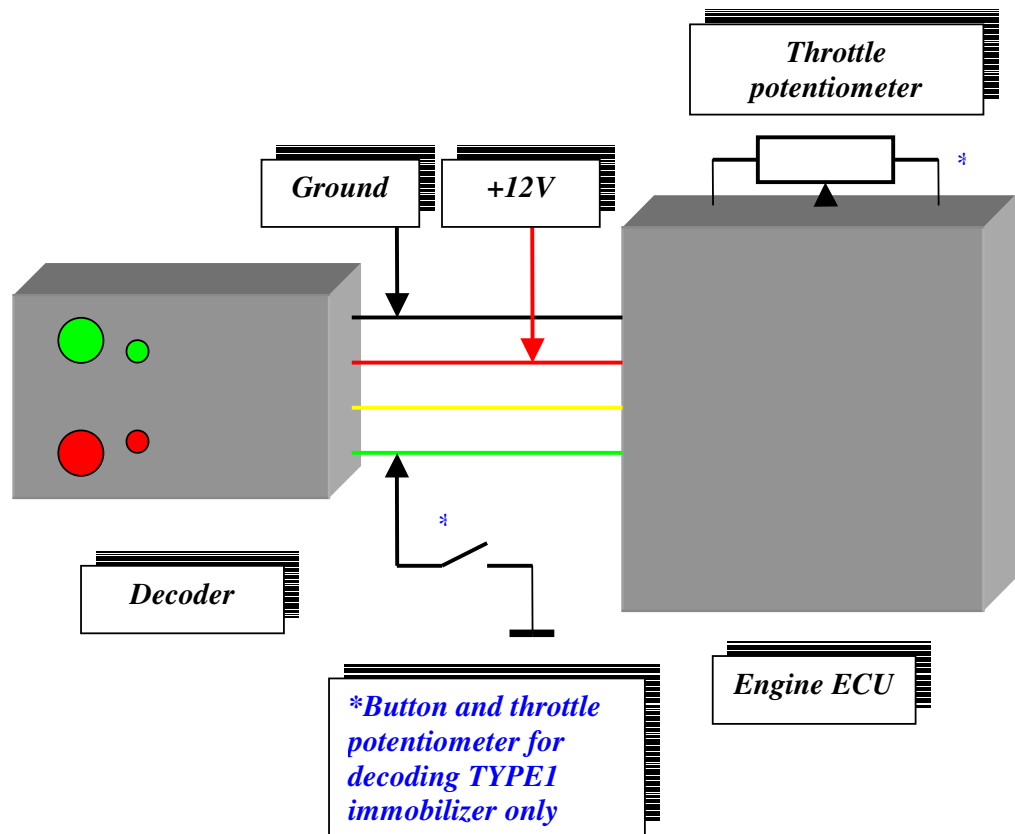 Throttle
potentiometer
Ground
+12V
*
*
Decoder
Engine ECU
*Button and throttle
potentiometer for
decoding TYPE1
immobilizer only